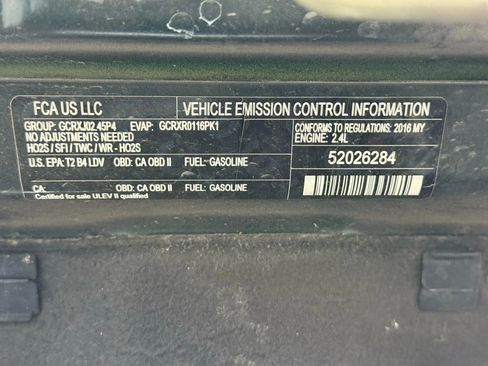 FCA US LLC
VEHICLE EMISSION CONTROL INFORMATION
GROUP: GCRXJ02.45P4 EVAP: GCRXR0116PK1
NO ADJUSTMENTS NEEDED
HO2S / SFI / TWC / WR - HO2S
CONFORMS TO REGULATIONS: 2016 MY
ENGINE: 2.4L
U.S. EPA: T2 B4 LDV OBD: CA OBD II FUEL: GASOLINE
52026284
CA: OBD: CA OBD II FUEL: GASOLINE
Certified for sale ULEV II qualified